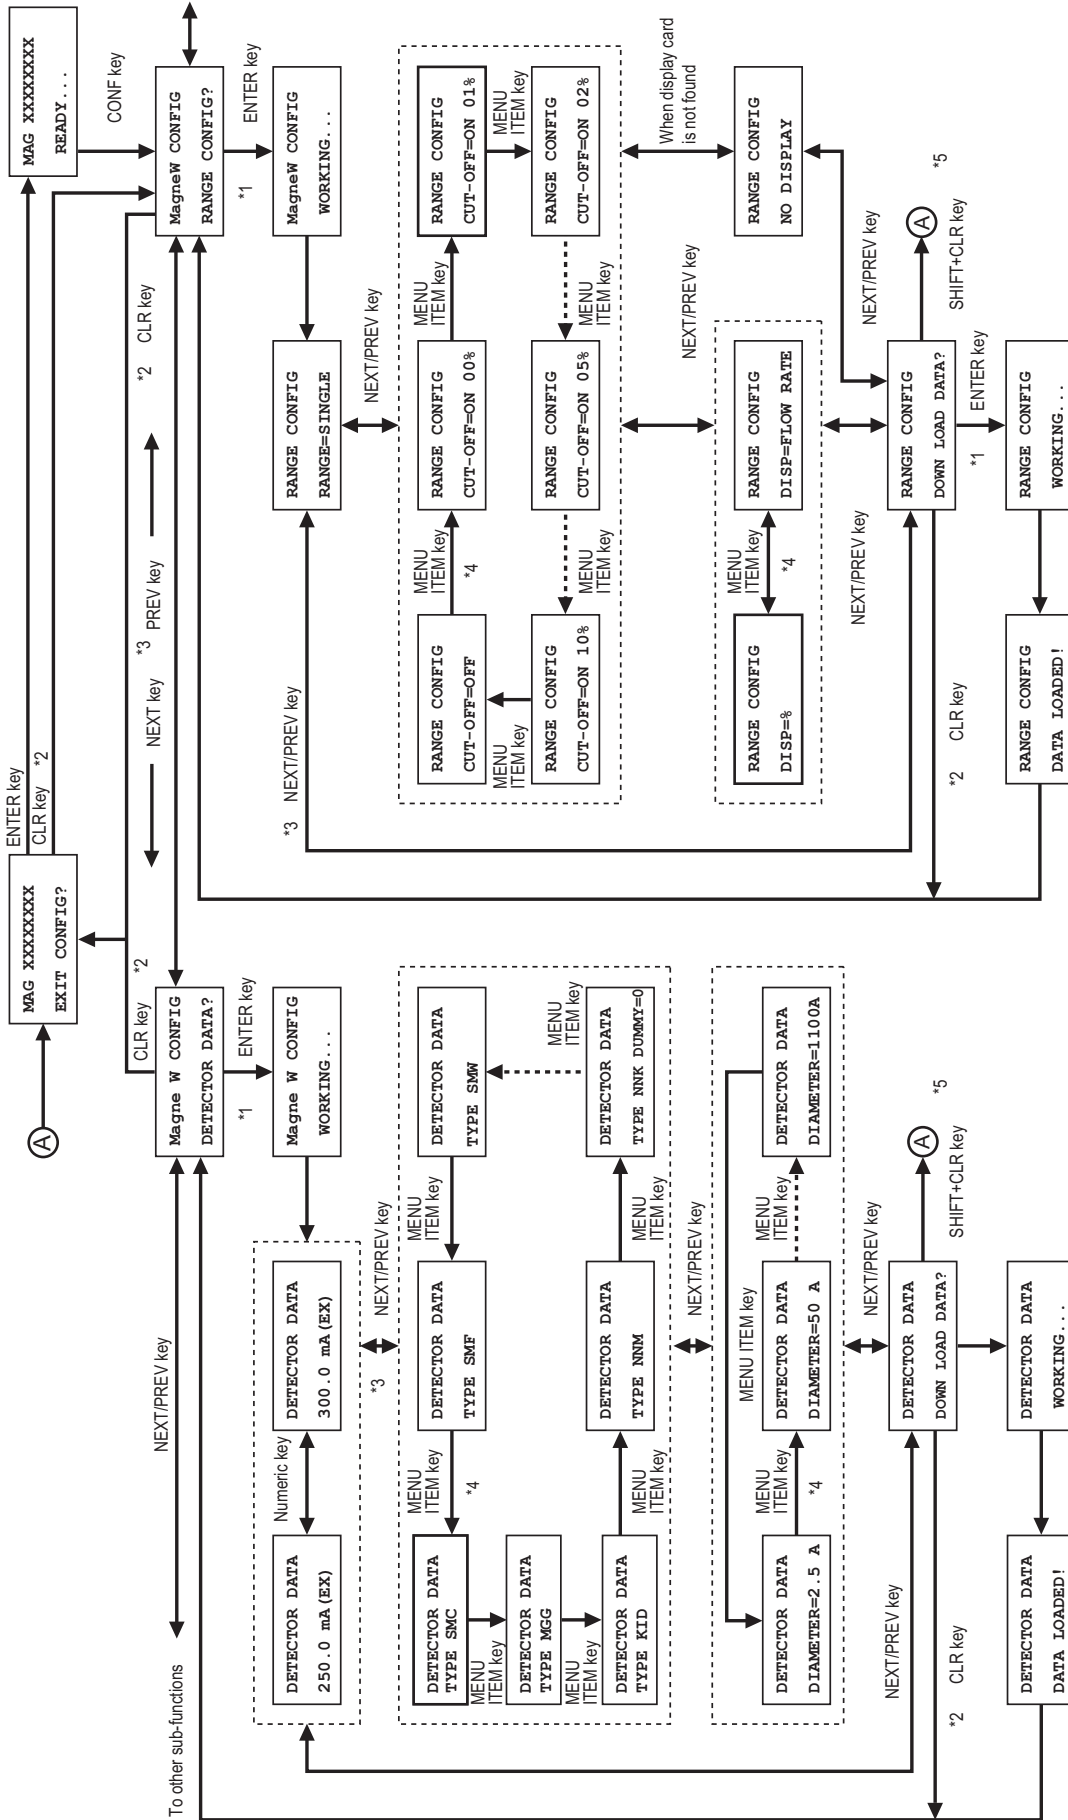 A
MAG XXXXXXXX
EXIT CONFIG?
ENTER key
CLR key *2
MAG XXXXXXXX
READY...
CONF key
To other sub-functions
NEXT/PREV key
CLR key
*2
NEXT key
*3 PREV key
*2 CLR key
Magne W CONFIG
DETECTOR DATA?
*1
ENTER key
Magne W CONFIG
WORKING...
DETECTOR DATA
250.0 mA(EX)
Numeric key
DETECTOR DATA
300.0 mA(EX)
*3
NEXT/PREV key
DETECTOR DATA
TYPE SMC
MENU
ITEM key
*4
DETECTOR DATA
TYPE SMF
MENU
ITEM key
DETECTOR DATA
TYPE SMW
MENU
ITEM key
DETECTOR DATA
TYPE MGG
MENU
ITEM key
DETECTOR DATA
TYPE KID
MENU
ITEM key
DETECTOR DATA
TYPE NNM
MENU
ITEM key
DETECTOR DATA
TYPE NNK DUMMY=0
MENU
ITEM key
NEXT/PREV key
MENU ITEM key
DETECTOR DATA
DIAMETER=2.5 A
MENU
ITEM key
*4
DETECTOR DATA
DIAMETER=50 A
MENU
ITEM key
DETECTOR DATA
DIAMETER=1100A
NEXT/PREV key
NEXT/PREV key
DETECTOR DATA
DOWN LOAD DATA?
A
SHIFT+CLR key
*5
*2 CLR key
DETECTOR DATA
WORKING...
DETECTOR DATA
DATA LOADED!
MagneW CONFIG
RANGE CONFIG?
*1
ENTER key
MagneW CONFIG
WORKING...
RANGE CONFIG
RANGE=SINGLE
NEXT/PREV key
*3 NEXT/PREV key
RANGE CONFIG
CUT-OFF=OFF
MENU
ITEM key
*4
RANGE CONFIG
CUT-OFF=ON 00%
MENU
ITEM key
RANGE CONFIG
CUT-OFF=ON 01%
MENU
ITEM key
MENU
ITEM key
RANGE CONFIG
CUT-OFF=ON 10%
MENU
ITEM key
RANGE CONFIG
CUT-OFF=ON 05%
MENU
ITEM key
RANGE CONFIG
CUT-OFF=ON 02%
NEXT/PREV key
When display card
is not found
RANGE CONFIG
DISP=%
MENU
ITEM key
*4
RANGE CONFIG
DISP=FLOW RATE
RANGE CONFIG
NO DISPLAY
NEXT/PREV key
NEXT/PREV key
RANGE CONFIG
DOWN LOAD DATA?
A
SHIFT+CLR key
*5
*2 CLR key
*1 ENTER key
RANGE CONFIG
WORKING...
RANGE CONFIG
DATA LOADED!